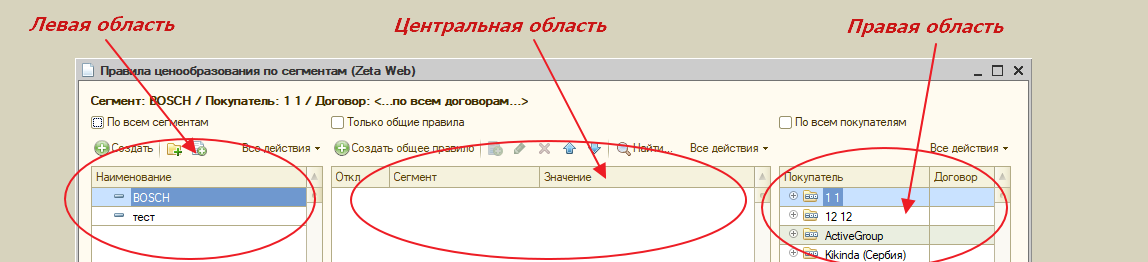 Левая область
Центральная область
Правая область
Правила ценообразования по сегментам (Zeta Web)
Сегмент: BOSCH / Покупатель: 1 1 / Договор: <...по всем договорам...>
По всем сегментам
Только общие правила
По всем покупателям
Создать
Все действия
Создать общее правило
Найти...
Все действия
Все действия
Наименование
Откл.
Сегмент
Значение
Покупатель
Договор
BOSCH
1 1
тест
12 12
ActiveGroup
Kikinda (Сербия)